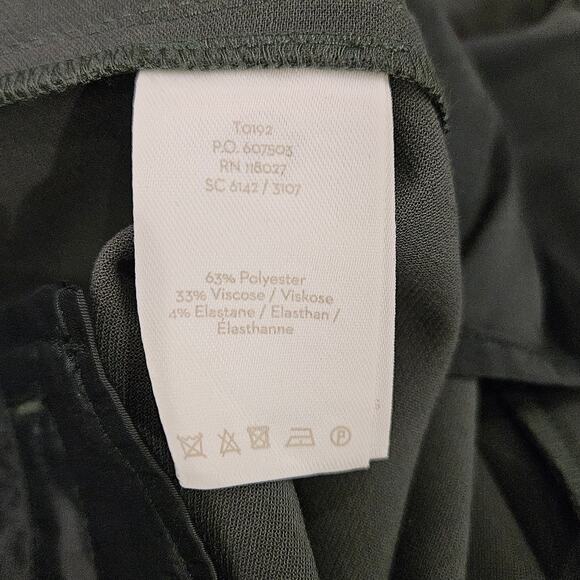 T0192
P.O. 607503
RN 118027
SC 6142 / 3107
63% Polyester
33% Viscose / Viskose
4% Elastane / Elasthan /
Élasthanne
P